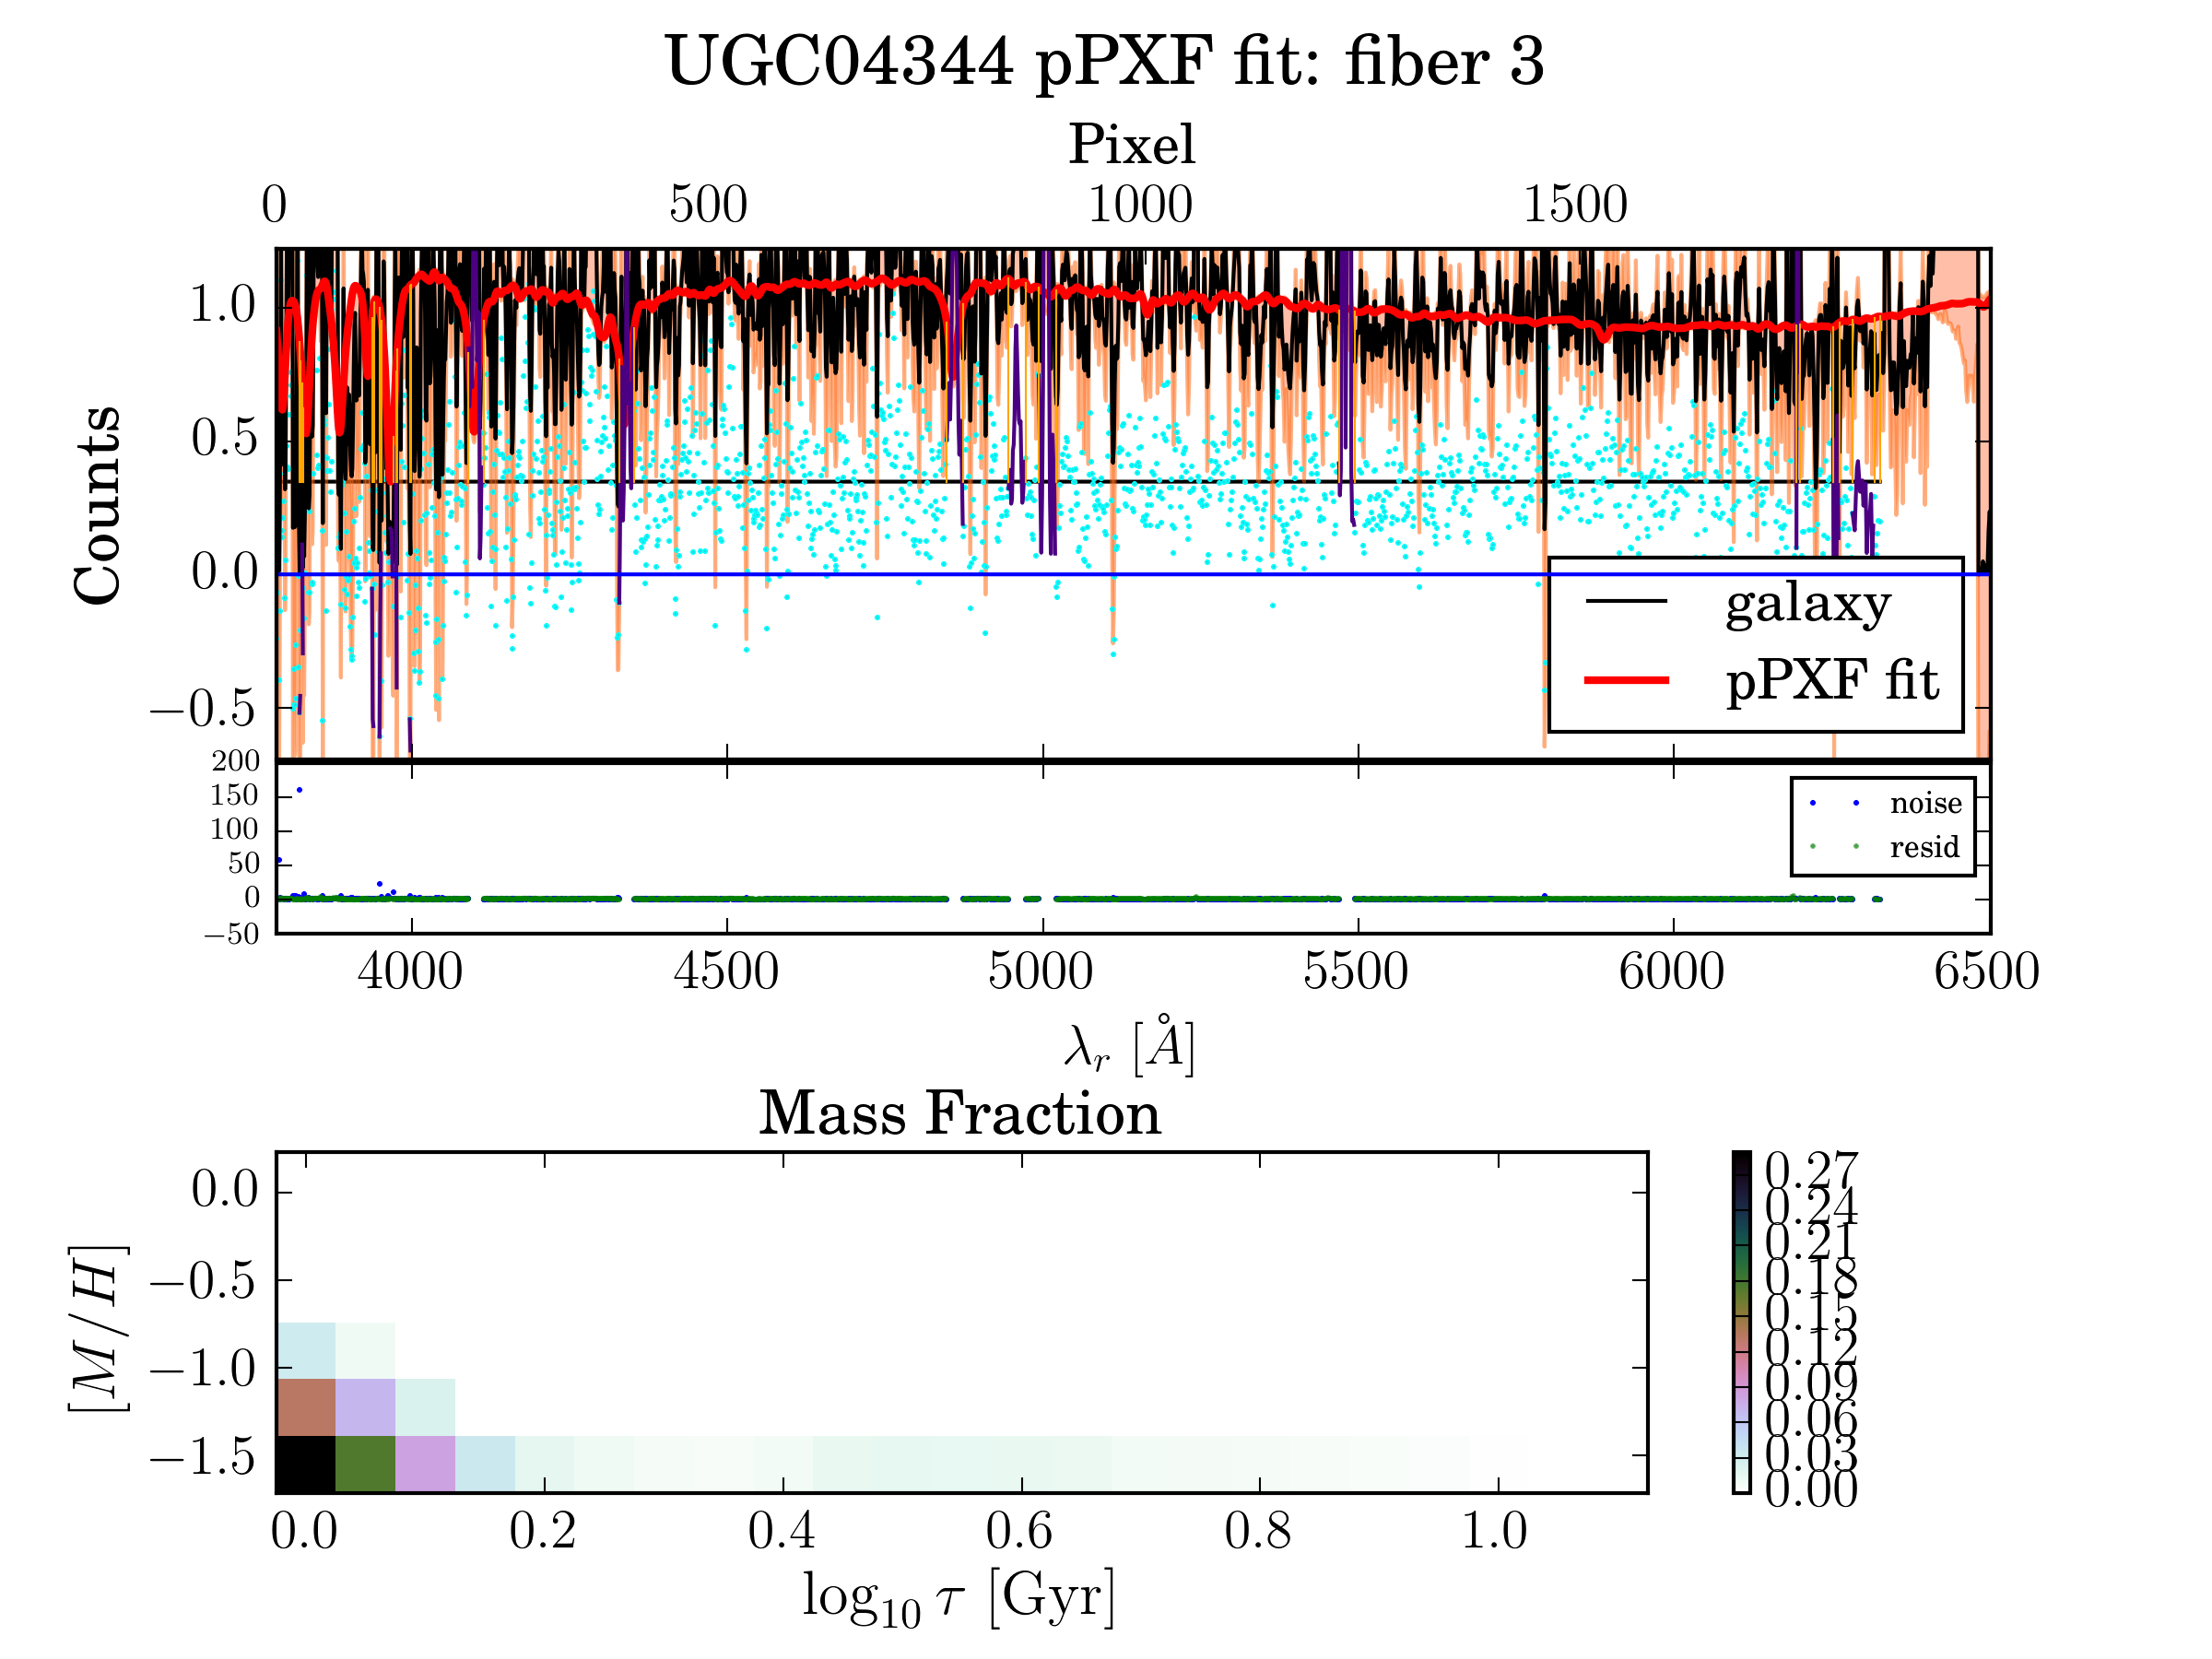 UGC04344 pPXF fit: fiber 3
Pixel
0 500 1000 1500
Counts
1.0
0.5
0.0
−0.5
galaxy
pPXF fit
200
150
100
50
0
−50
noise
resid
4000 4500 5000 5500 6000 6500
λr [Å]
Mass Fraction
[M/H]
0.0
−0.5
−1.0
−1.5
0.0 0.2 0.4 0.6 0.8 1.0
log10 τ [Gyr]
0.27
0.24
0.21
0.18
0.15
0.12
0.09
0.06
0.03
0.00